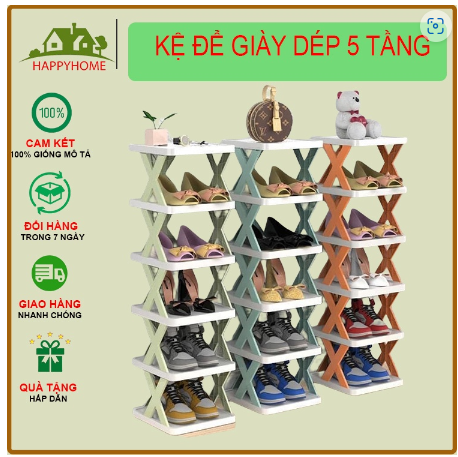 HAPPYHOME
KỆ ĐỂ GIÀY DÉP 5 TẦNG
100%
CAM KẾT
100% GIỐNG MÔ TẢ
ĐỔI HÀNG
TRONG 7 NGÀY
GIAO HÀNG
NHANH CHÓNG
QUÀ TẶNG
HẤP DẪN